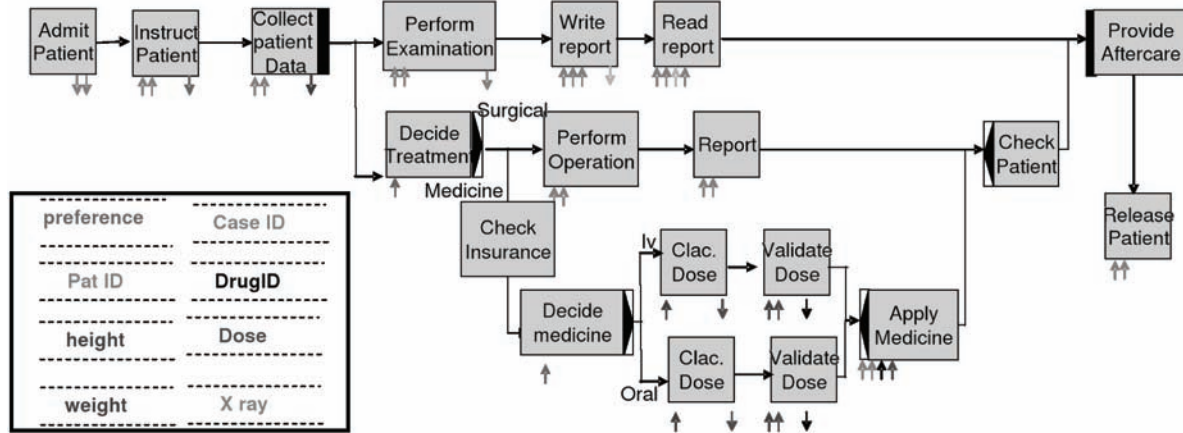 Admit
Patient
Instruct
Patient
Collect
patient
Data
Perform
Examination
Write
report
Read
report
Provide
Aftercare
Decide
Treatment
Surgical
Medicine
Perform
Operation
Report
Check
Patient
Check
Insurance
Release
Patient
Decide
medicine
Iv
Oral
Clac.
Dose
Validate
Dose
Clac.
Dose
Validate
Dose
Apply
Medicine
preference
Case ID
Pat ID
DrugID
height
Dose
weight
X ray